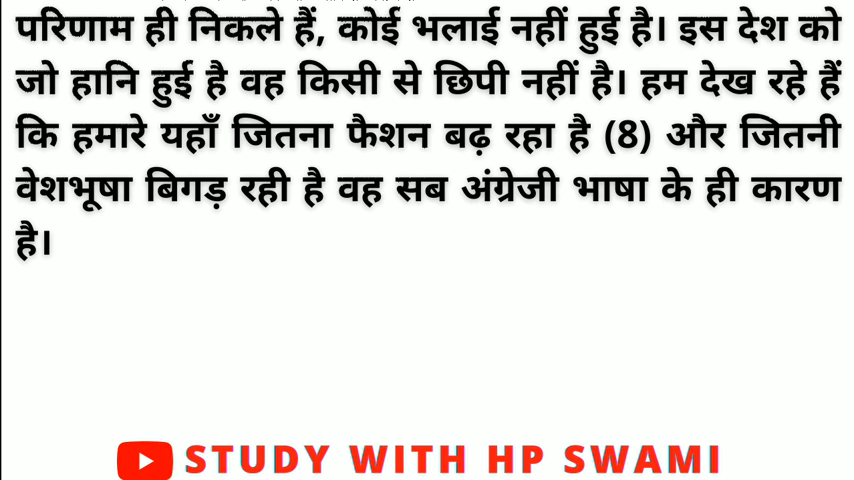 परिणाम ही निकले हैं, कोई भलाई नहीं हुई है। इस देश को
जो हानि हुई है वह किसी से छिपी नहीं है। हम देख रहे हैं
कि हमारे यहाँ जितना फैशन बढ़ रहा है (8) और जितनी
वेशभूषा बिगड़ रही है वह सब अंग्रेजी भाषा के ही कारण
है।
STUDY WITH HP SWAMI